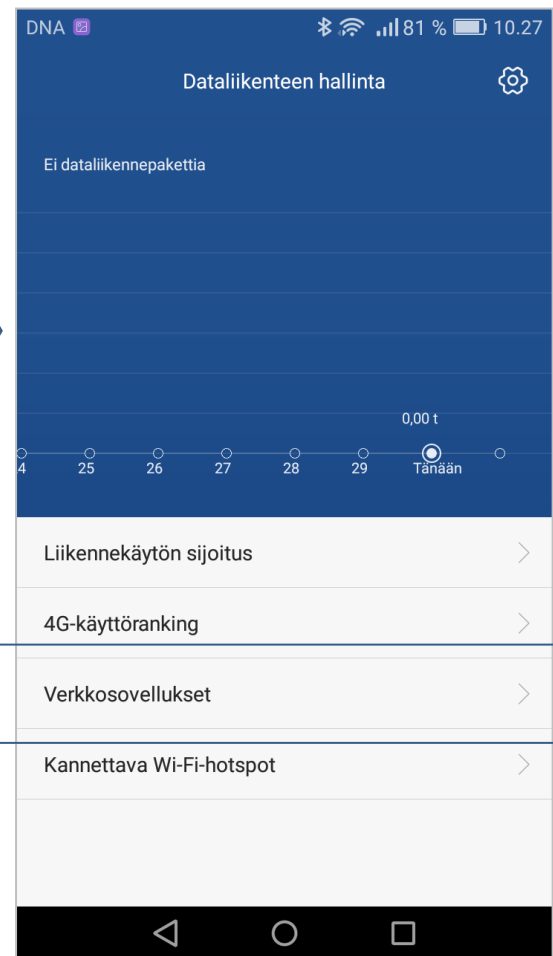 DNA 81 % 10.27
Dataliikenteen hallinta
Ei dataliikennepakettia
0,00 t
4 25 26 27 28 29 Tänään
Liikennekäytön sijoitus
4G-käyttöranking
Verkkosovellukset
Kannettava Wi-Fi-hotspot